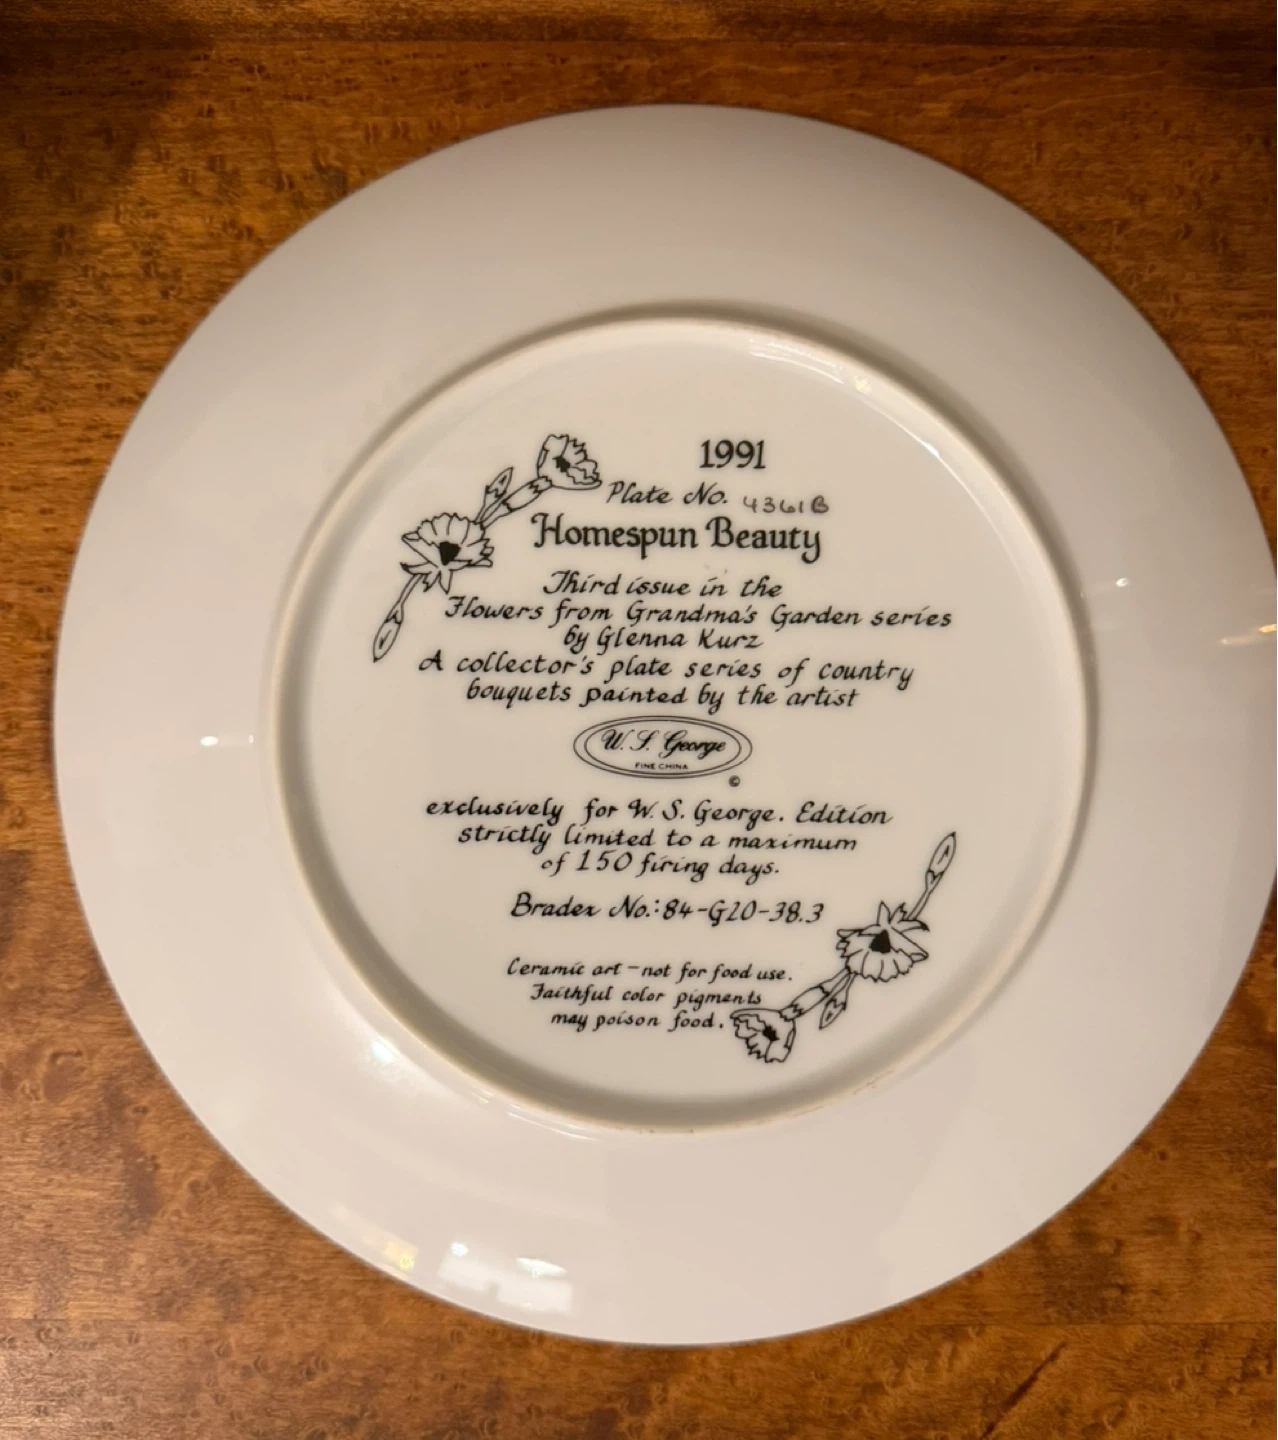 1991
Plate No. 4361B
Homespun Beauty
Third issue in the
Flowers from Grandma's Garden series
by Glenna Kurz
A collector's plate series of country
bouquets painted by the artist
W. S. George
FINE CHINA
©
exclusively for W. S. George. Edition
strictly limited to a maximum
of 150 firing days.
Bradex No.: 84-G20-38.3
Ceramic art - not for food use.
Faithful color pigments
may poison food.